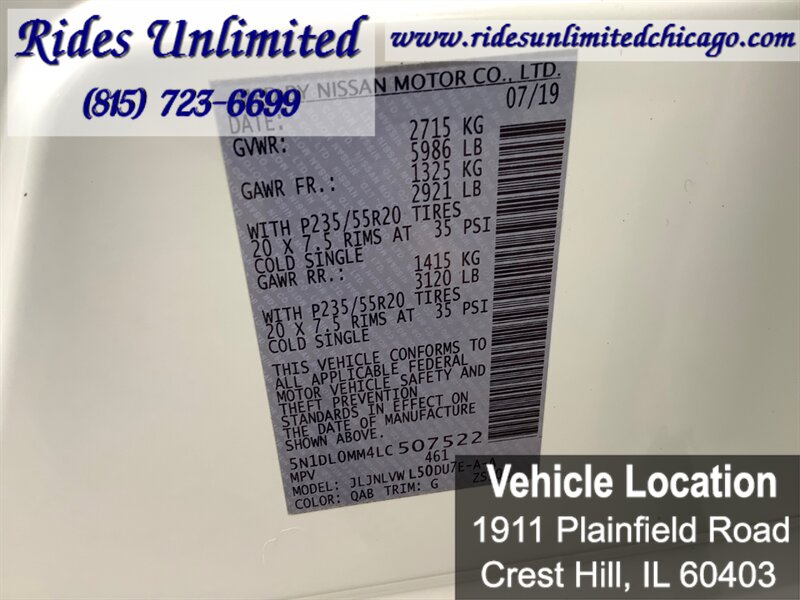 Rides Unlimited
www.ridesunlimitedchicago.com
(815) 723-6699
BY NISSAN MOTOR CO., LTD.
DATE: 07/19
GVWR: 2715 KG
5986 LB
GAWR FR.: 1325 KG
2921 LB
WITH P235/55R20 TIRES
20 X 7.5 RIMS AT 35 PSI
COLD SINGLE
GAWR RR.: 1415 KG
3120 LB
WITH P235/55R20 TIRES
20 X 7.5 RIMS AT 35 PSI
COLD SINGLE
THIS VEHICLE CONFORMS TO
ALL APPLICABLE FEDERAL
MOTOR VEHICLE SAFETY AND
THEFT PREVENTION
STANDARDS IN EFFECT ON
THE DATE OF MANUFACTURE
SHOWN ABOVE.
5N1DL0MM4LC507522
MPV 461
MODEL: JLJNLVWL50DU7E-A-A
COLOR: QAB TRIM: G
Vehicle Location
1911 Plainfield Road
Crest Hill, IL 60403